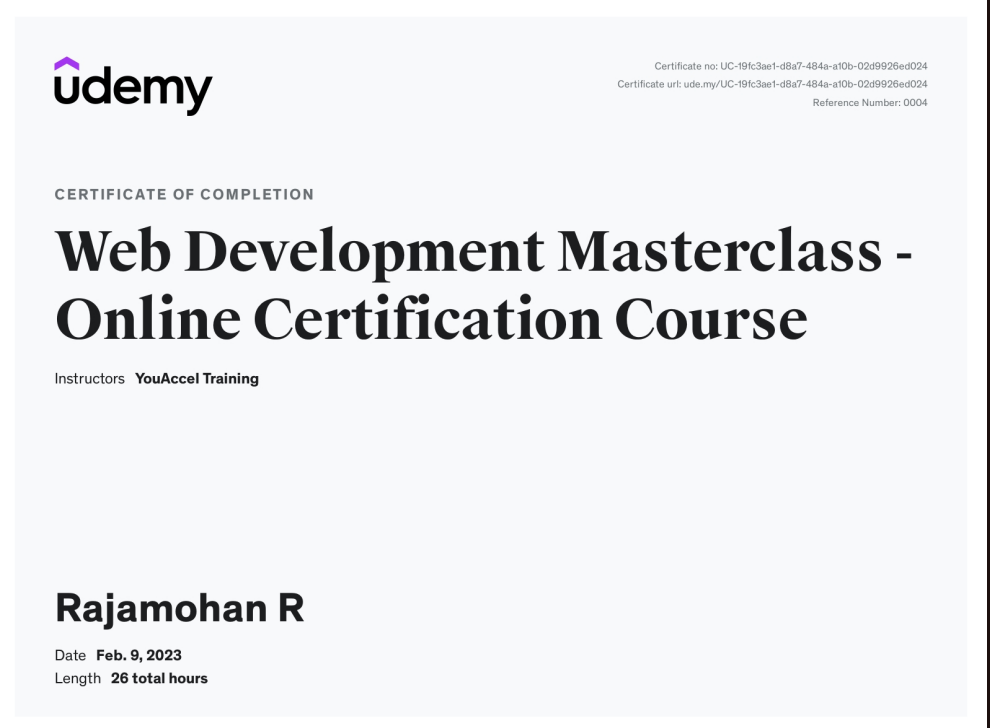 udemy
Certificate no: UC-19fc3ae1-d8a7-484a-a10b-02d9926ed024
Certificate url: ude.my/UC-19fc3ae1-d8a7-484a-a10b-02d9926ed024
Reference Number: 0004
CERTIFICATE OF COMPLETION
Web Development Masterclass -
Online Certification Course
Instructors YouAccel Training
Rajamohan R
Date Feb. 9, 2023
Length 26 total hours